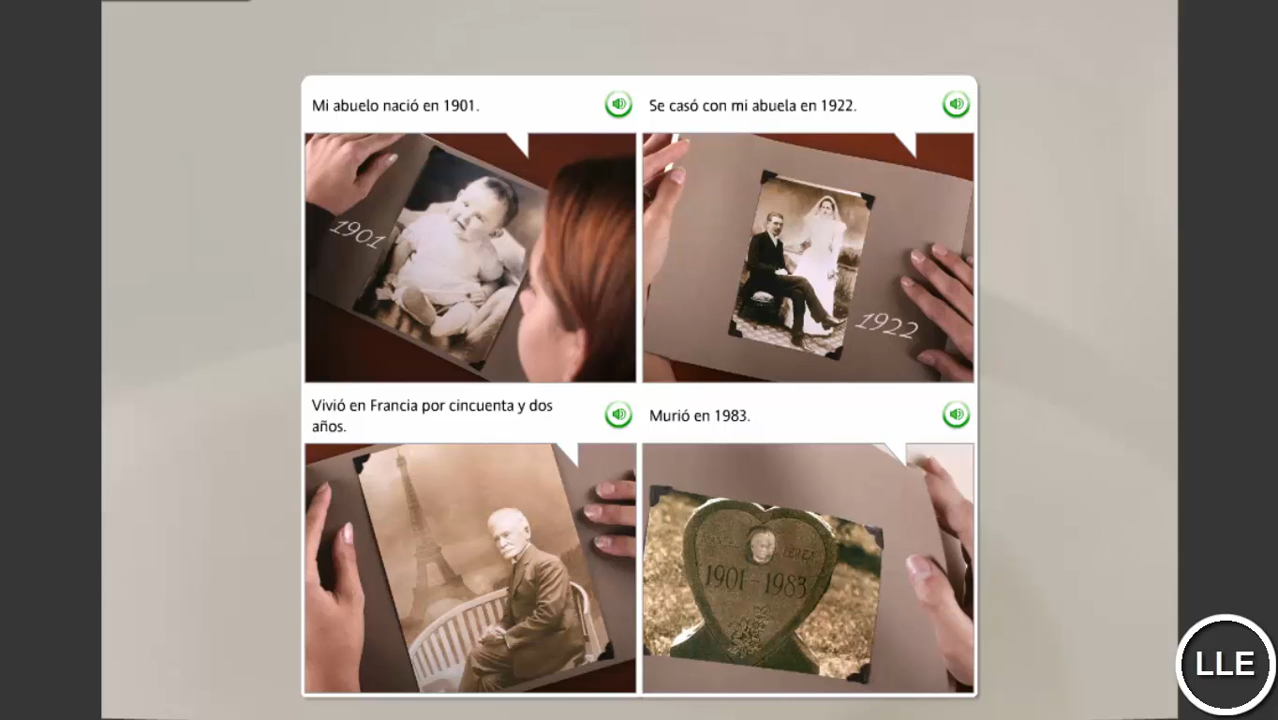 Mi abuelo nació en 1901.
Se casó con mi abuela en 1922.
1901
1922
Vivió en Francia por cincuenta y dos
años.
Murió en 1983.
1901-1983
LLE